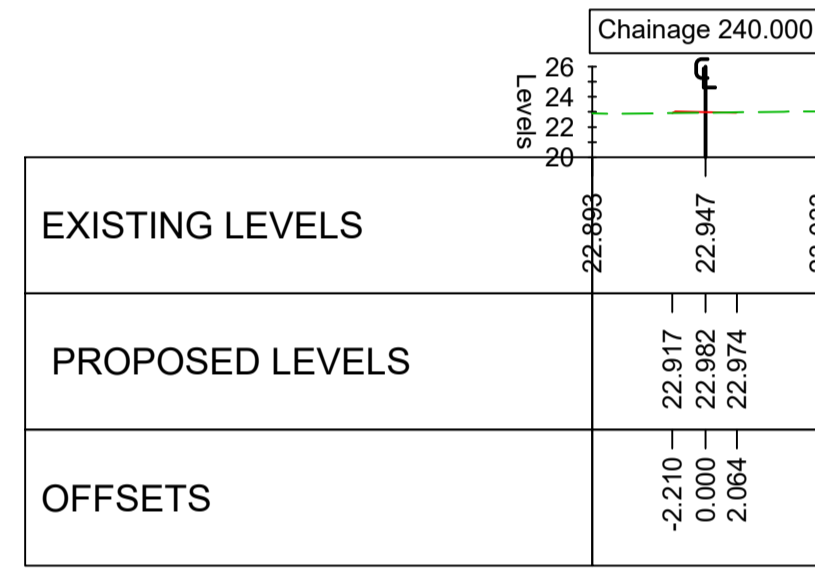 Chainage 240.000
℄
Levels
26
24
22
20
EXISTING LEVELS
22.893 22.947
PROPOSED LEVELS
22.917 22.982 22.974
OFFSETS
-2.210 0.000 2.064